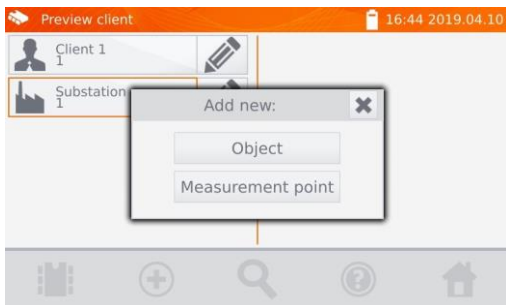 Preview client
16:44 2019.04.10
Client 1
1
Substation
1
Add new:
Object
Measurement point